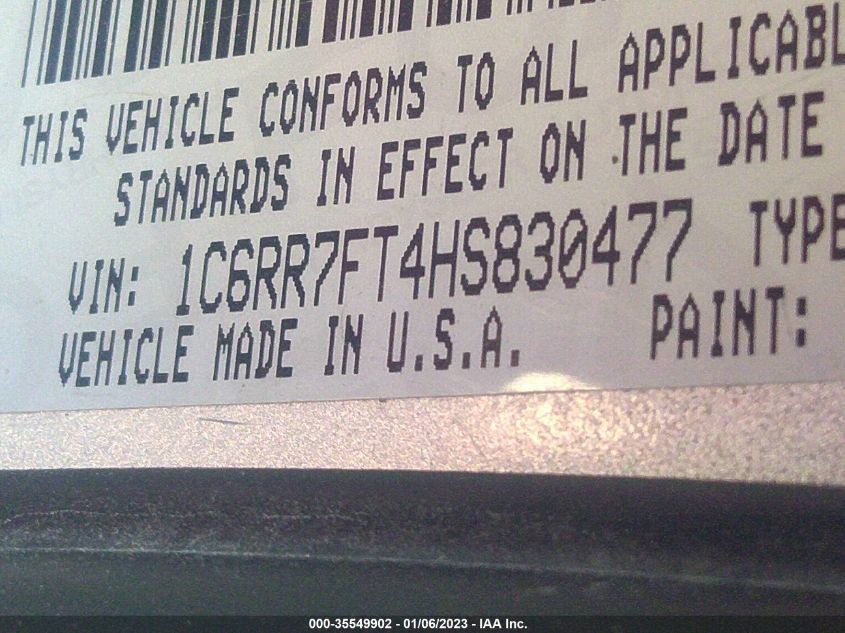 THIS VEHICLE CONFORMS TO ALL APPLICABL
STANDARDS IN EFFECT ON THE DATE
VIN: 1C6RR7FT4HS830477 TYPE
VEHICLE MADE IN U.S.A. PAINT:
000-35549902 - 01/06/2023 - IAA Inc.